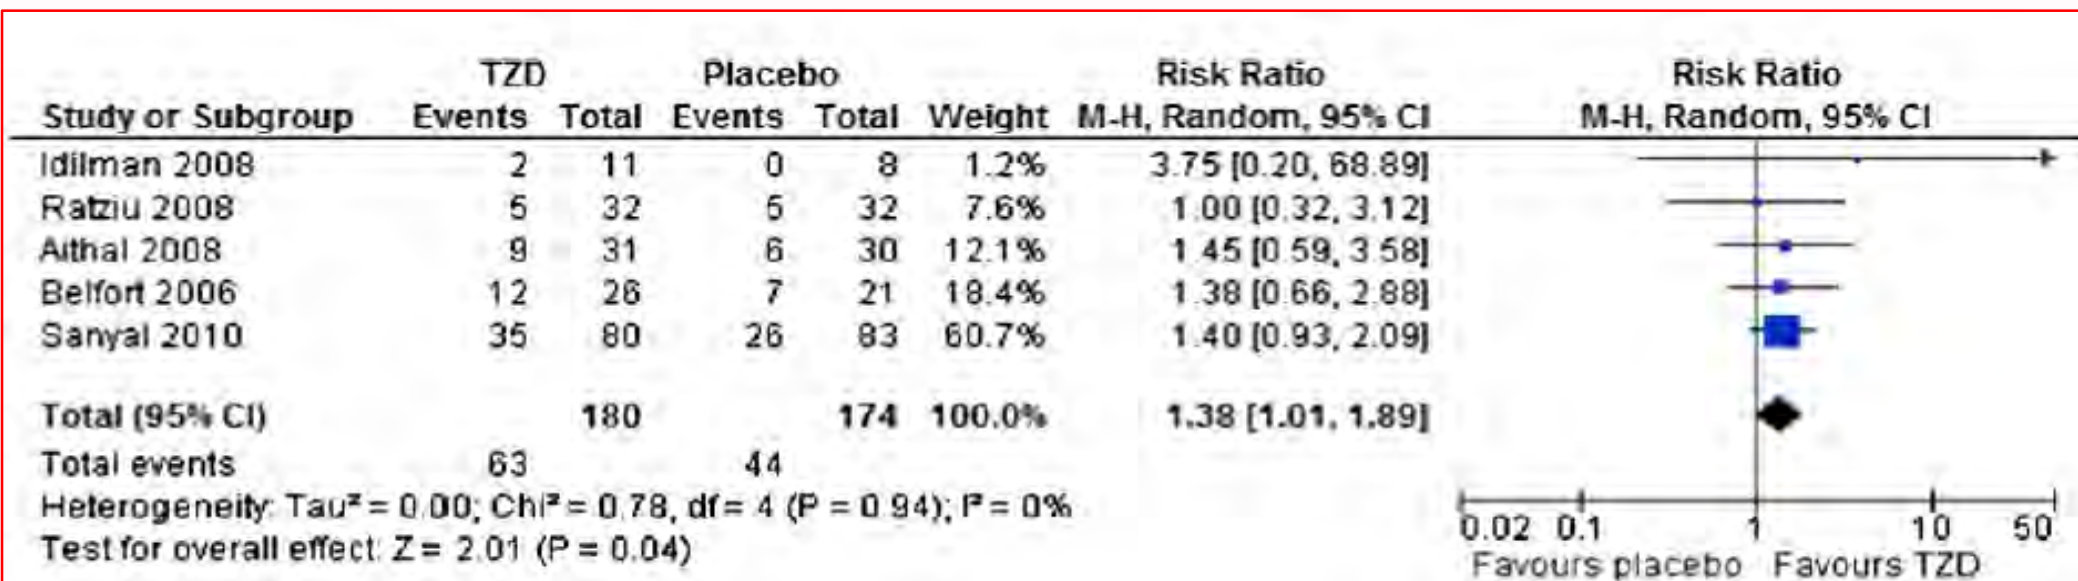 TZD Placebo Risk Ratio Risk Ratio
Study or Subgroup Events Total Events Total Weight M-H, Random, 95% CI M-H, Random, 95% CI
Idilman 2008 2 11 0 8 1.2% 3.75 [0.20, 68.89]
Ratziu 2008 5 32 5 32 7.6% 1.00 [0.32, 3.12]
Aithal 2008 9 31 6 30 12.1% 1.45 [0.59, 3.58]
Belfort 2006 12 26 7 21 18.4% 1.38 [0.66, 2.88]
Sanyal 2010 35 80 26 83 60.7% 1.40 [0.93, 2.09]
Total (95% CI) 180 174 100.0% 1.38 [1.01, 1.89]
Total events 63 44
Heterogeneity: Tau² = 0.00; Chi² = 0.78, df = 4 (P = 0.94); I² = 0%
Test for overall effect: Z = 2.01 (P = 0.04)
0.02 0.1 1 10 50
Favours placebo Favours TZD